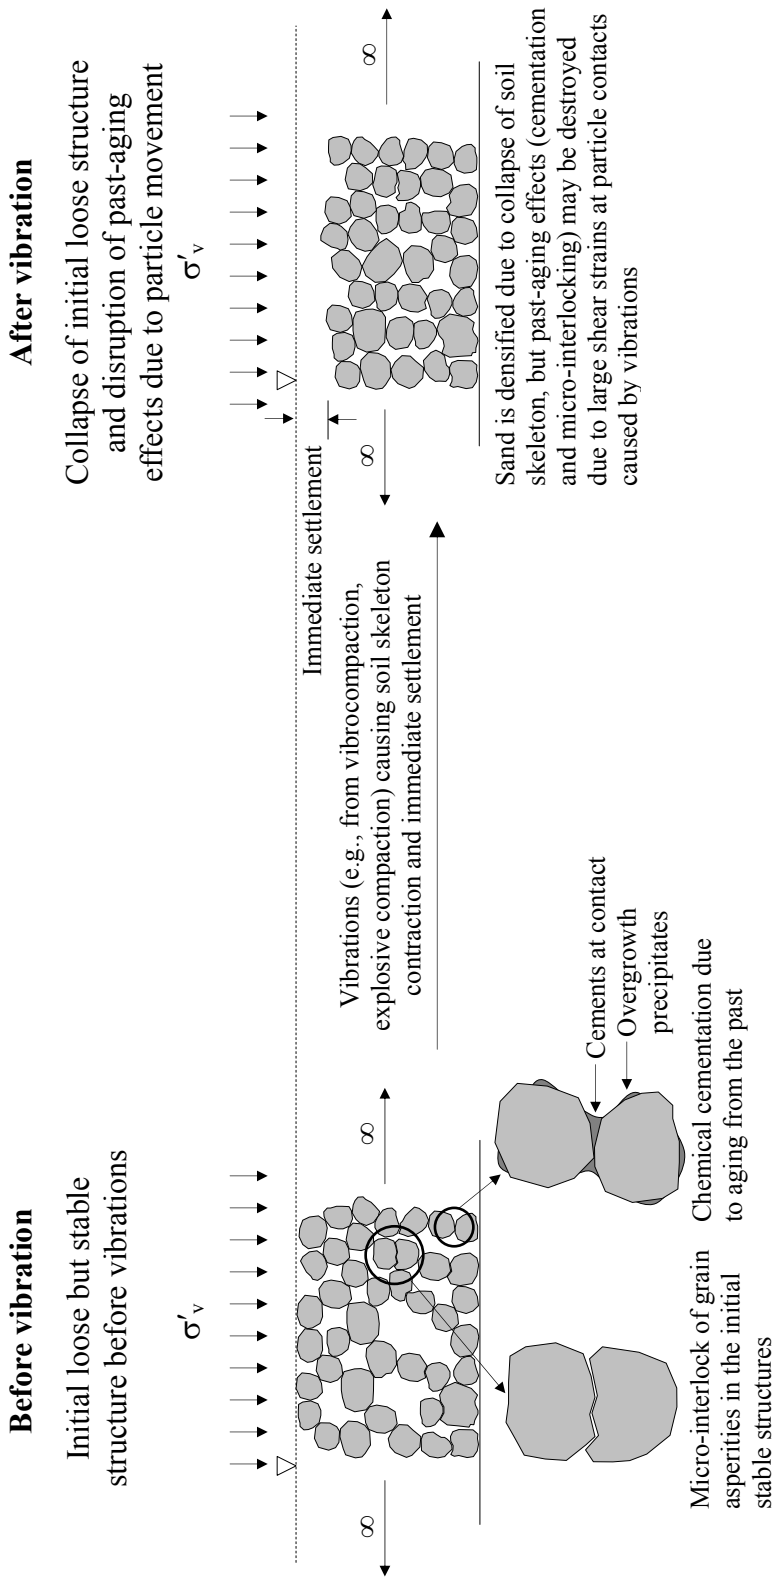 Before vibration
Initial loose but stable
structure before vibrations
σ′v
∞
∞
Micro-interlock of grain
asperities in the initial
stable structures
Cements at contact
Overgrowth
precipitates
Chemical cementation due
to aging from the past
Vibrations (e.g., from vibrocompaction,
explosive compaction) causing soil skeleton
contraction and immediate settlement
After vibration
Collapse of initial loose structure
and disruption of past-aging
effects due to particle movement
σ′v
Immediate settlement
∞
∞
Sand is densified due to collapse of soil
skeleton, but past-aging effects (cementation
and micro-interlocking) may be destroyed
due to large shear strains at particle contacts
caused by vibrations